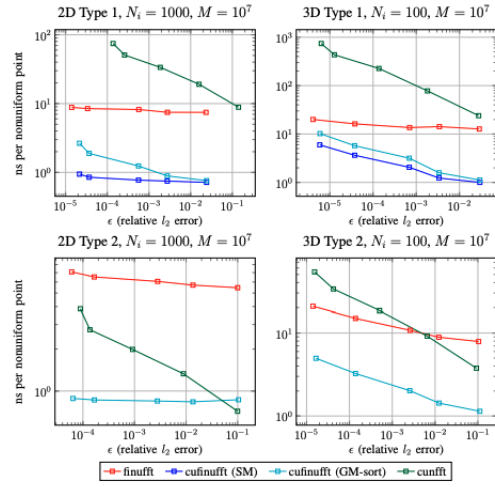 2D Type 1, N_i = 1000, M = 10^7
3D Type 1, N_i = 100, M = 10^7
ns per nonuniform point
10^2
10^1
10^0
10^3
10^2
10^1
10^0
10^-5 10^-4 10^-3 10^-2 10^-1
10^-5 10^-4 10^-3 10^-2
ϵ (relative l_2 error)
ϵ (relative l_2 error)
2D Type 2, N_i = 1000, M = 10^7
3D Type 2, N_i = 100, M = 10^7
ns per nonuniform point
10^0
10^1
10^0
10^-4 10^-3 10^-2 10^-1
10^-5 10^-4 10^-3 10^-2 10^-1
ϵ (relative l_2 error)
ϵ (relative l_2 error)
finufft cufinufft (SM) cufinufft (GM-sort) cunfft